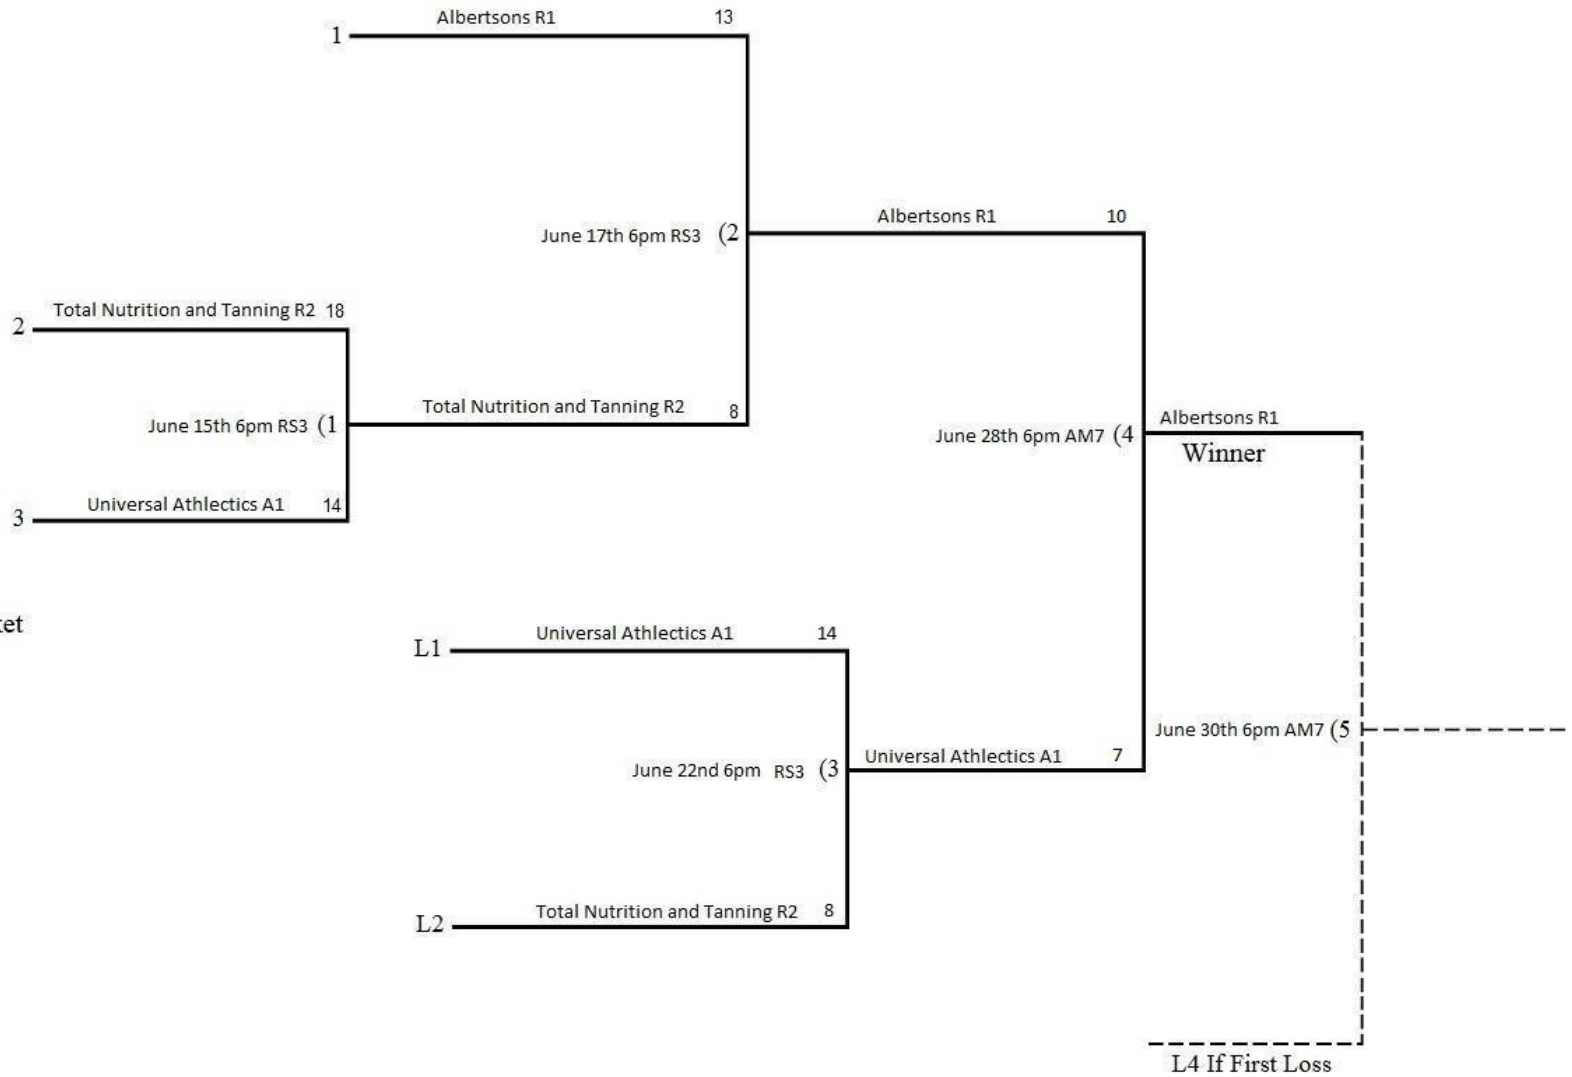 Albertsons R1 13
1
June 17th 6pm RS3 (2
Albertsons R1 10
Total Nutrition and Tanning R2 18
2
June 15th 6pm RS3 (1
Total Nutrition and Tanning R2 8
June 28th 6pm AM7 (4
Albertsons R1
Winner
Universal Athlectics A1 14
3
Universal Athlectics A1 14
L1
June 22nd 6pm RS3 (3
Universal Athlectics A1 7
June 30th 6pm AM7 (5
Total Nutrition and Tanning R2 8
L2
L4 If First Loss